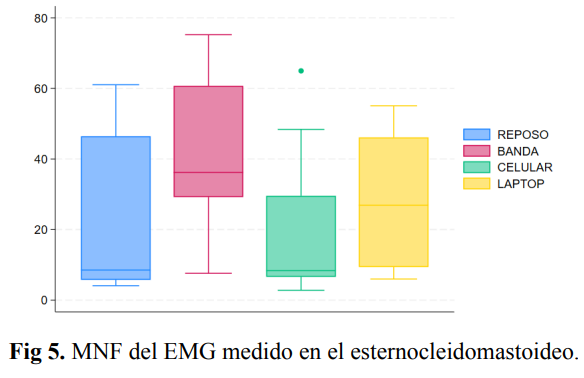 80
60
40
20
0
REPOSO
BANDA
CELULAR
LAPTOP
Fig 5. MNF del EMG medido en el esternocleidomastoideo.